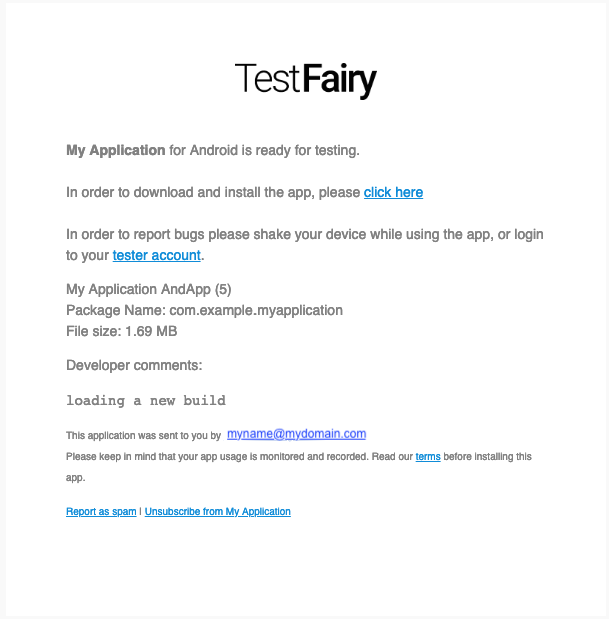 TestFairy
My Application for Android is ready for testing.
In order to download and install the app, please click here
In order to report bugs please shake your device while using the app, or login
to your tester account.
My Application AndApp (5)
Package Name: com.example.myapplication
File size: 1.69 MB
Developer comments:
loading a new build
This application was sent to you by myname@mydomain.com
Please keep in mind that your app usage is monitored and recorded. Read our terms before installing this
app.
Report as spam | Unsubscribe from My Application